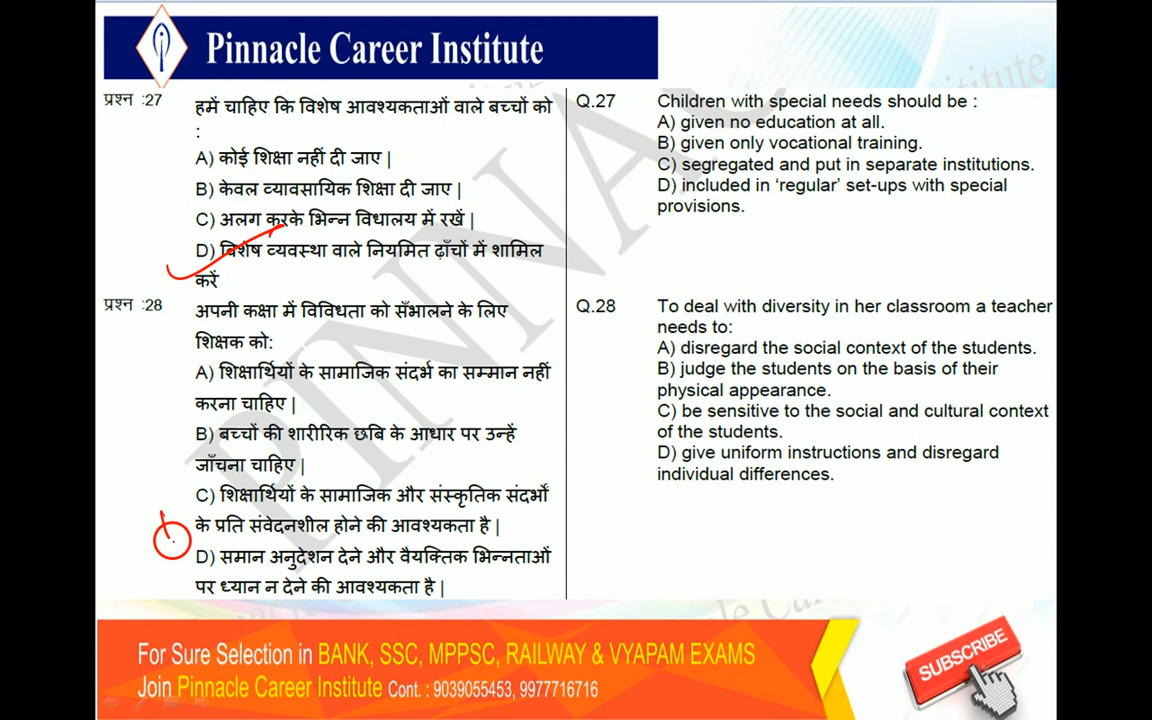 Pinnacle Career Institute
प्रश्न :27
हमें चाहिए कि विशेष आवश्यकताओं वाले बच्चों को
:
A) कोई शिक्षा नहीं दी जाए |
B) केवल व्यावसायिक शिक्षा दी जाए |
C) अलग करके भिन्न विधालय में रखें |
D) विशेष व्यवस्था वाले नियमित ढ़ाँचों में शामिल
करें
प्रश्न :28
अपनी कक्षा में विविधता को सँभालने के लिए
शिक्षक को:
A) शिक्षार्थियों के सामाजिक संदर्भ का सम्मान नहीं
करना चाहिए |
B) बच्चों की शारीरिक छबि के आधार पर उन्हें
जाँचना चाहिए |
C) शिक्षार्थियों के सामाजिक और संस्कृतिक संदर्भों
के प्रति संवेदनशील होने की आवश्यकता है |
D) समान अनुदेशन देने और वैयक्तिक भिन्नताओं
पर ध्यान न देने की आवश्यकता है |
Q.27
Children with special needs should be :
A) given no education at all.
B) given only vocational training.
C) segregated and put in separate institutions.
D) included in ‘regular’ set-ups with special
provisions.
Q.28
To deal with diversity in her classroom a teacher
needs to:
A) disregard the social context of the students.
B) judge the students on the basis of their
physical appearance.
C) be sensitive to the social and cultural context
of the students.
D) give uniform instructions and disregard
individual differences.
For Sure Selection in BANK, SSC, MPPSC, RAILWAY & VYAPAM EXAMS
Join Pinnacle Career Institute Cont. : 9039055453, 9977716716
SUBSCRIBE